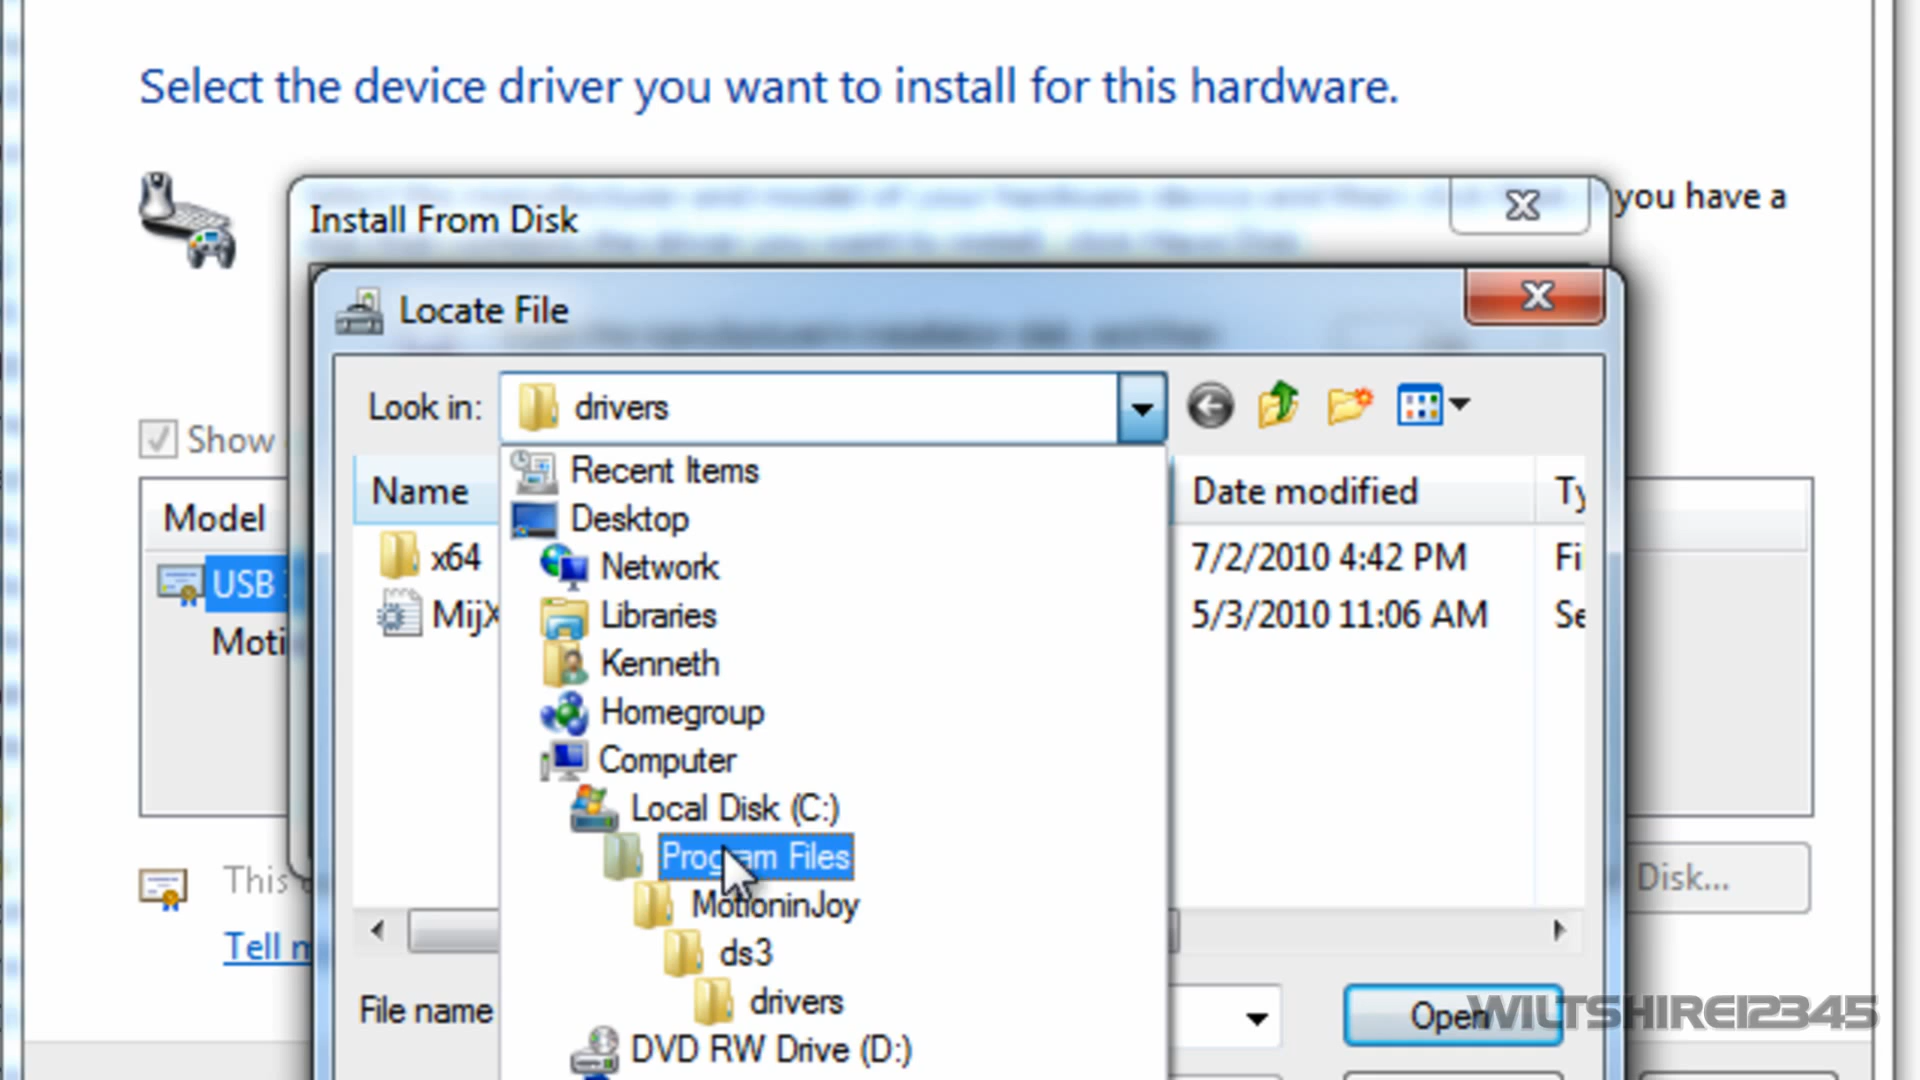 Select the device driver you want to install for this hardware.
you have a
Install From Disk
Locate File
Look in:
drivers
Show
Name
Date modified
Ty
Model
x64
7/2/2010 4:42 PM
Fi
USB
MijX
5/3/2010 11:06 AM
Se
Moti
Recent Items
Desktop
Network
Libraries
Kenneth
Homegroup
Computer
Local Disk (C:)
Program Files
MotioninJoy
ds3
drivers
DVD RW Drive (D:)
This
Disk...
Tell m
File name
Open
WILTSHIRE12345